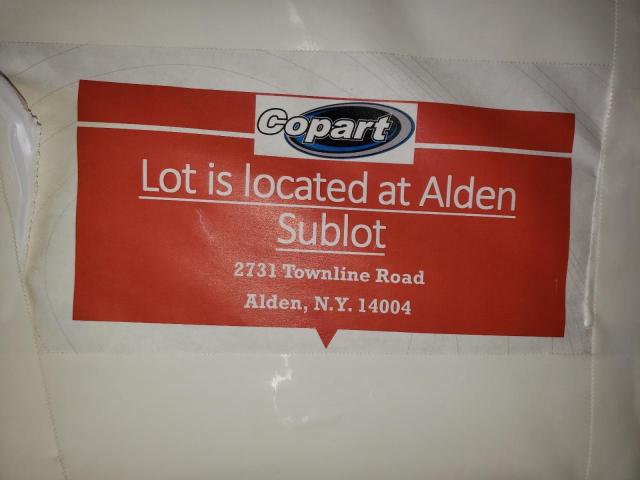 Copart
Lot is located at Alden
Sublot
2731 Townline Road
Alden, N.Y. 14004